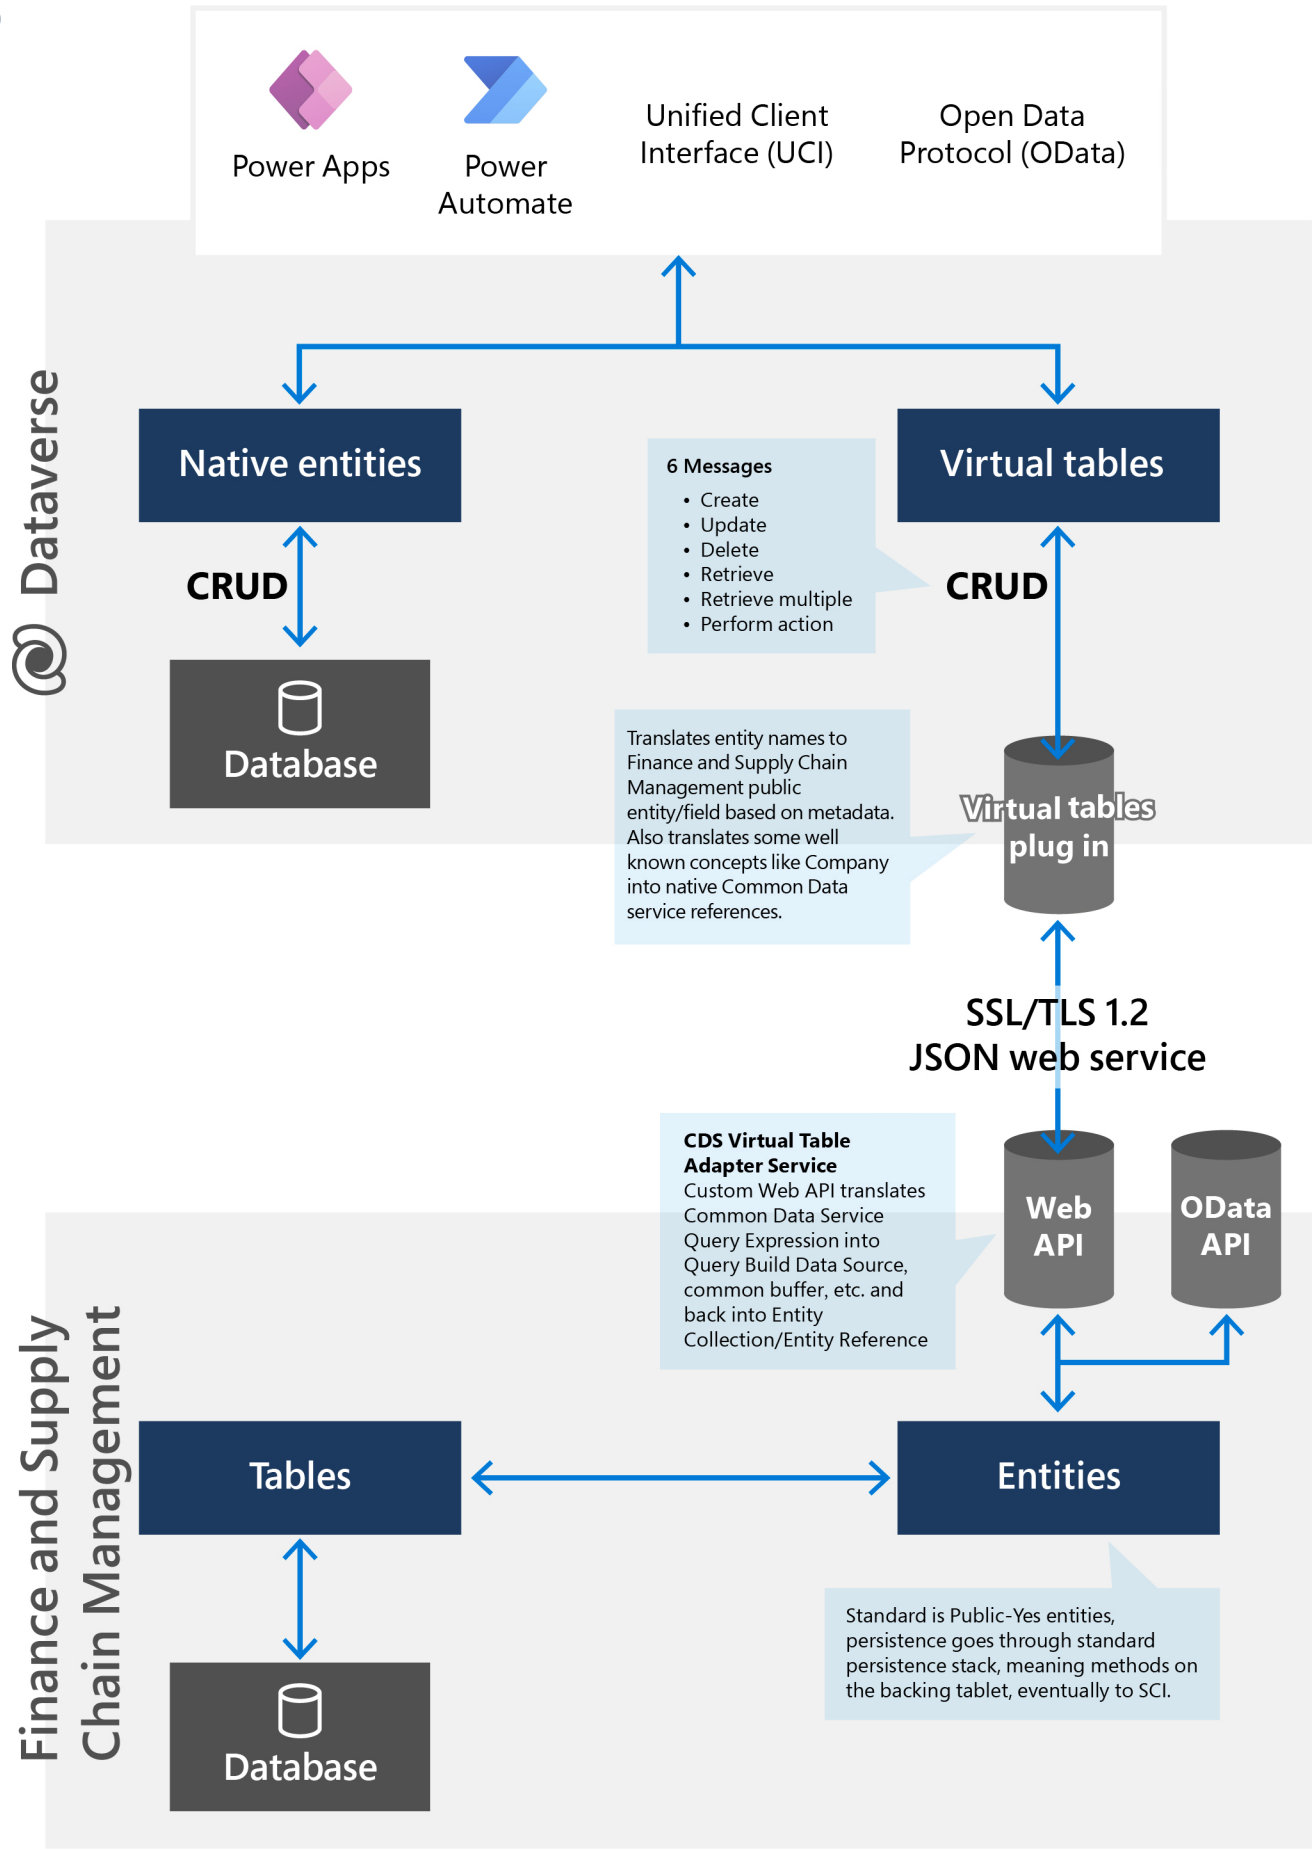 Power Apps
Power
Automate
Unified Client
Interface (UCI)
Open Data
Protocol (OData)
Dataverse
Native entities
Virtual tables
6 Messages
• Create
• Update
• Delete
• Retrieve
• Retrieve multiple
• Perform action
CRUD
CRUD
Database
Translates entity names to
Finance and Supply Chain
Management public
entity/field based on metadata.
Also translates some well
known concepts like Company
into native Common Data
service references.
Virtual tables
plug in
SSL/TLS 1.2
JSON web service
CDS Virtual Table
Adapter Service
Custom Web API translates
Common Data Service
Query Expression into
Query Build Data Source,
common buffer, etc. and
back into Entity
Collection/Entity Reference
Web
API
OData
API
Finance and Supply
Chain Management
Tables
Entities
Standard is Public-Yes entities,
persistence goes through standard
persistence stack, meaning methods on
the backing tablet, eventually to SCI.
Database